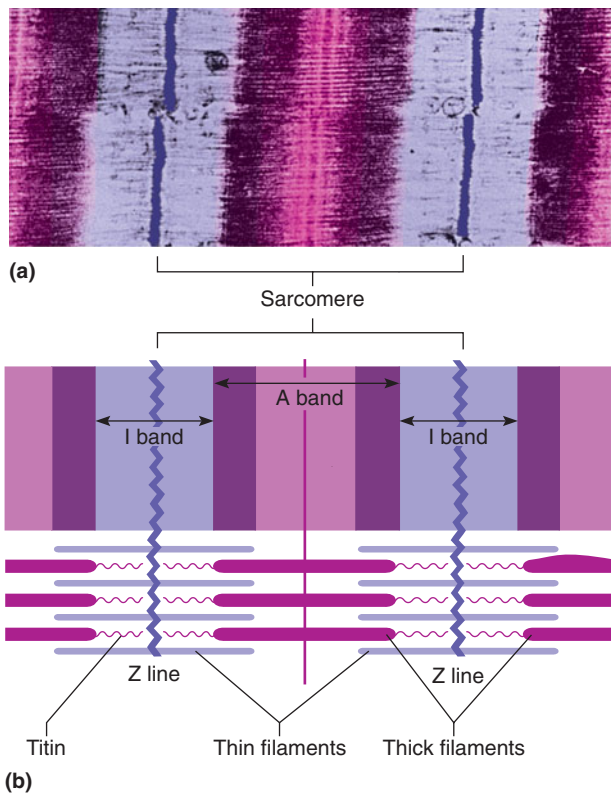 (a)
Sarcomere
A band
I band
I band
Z line
Z line
Titin
Thin filaments
Thick filaments
(b)